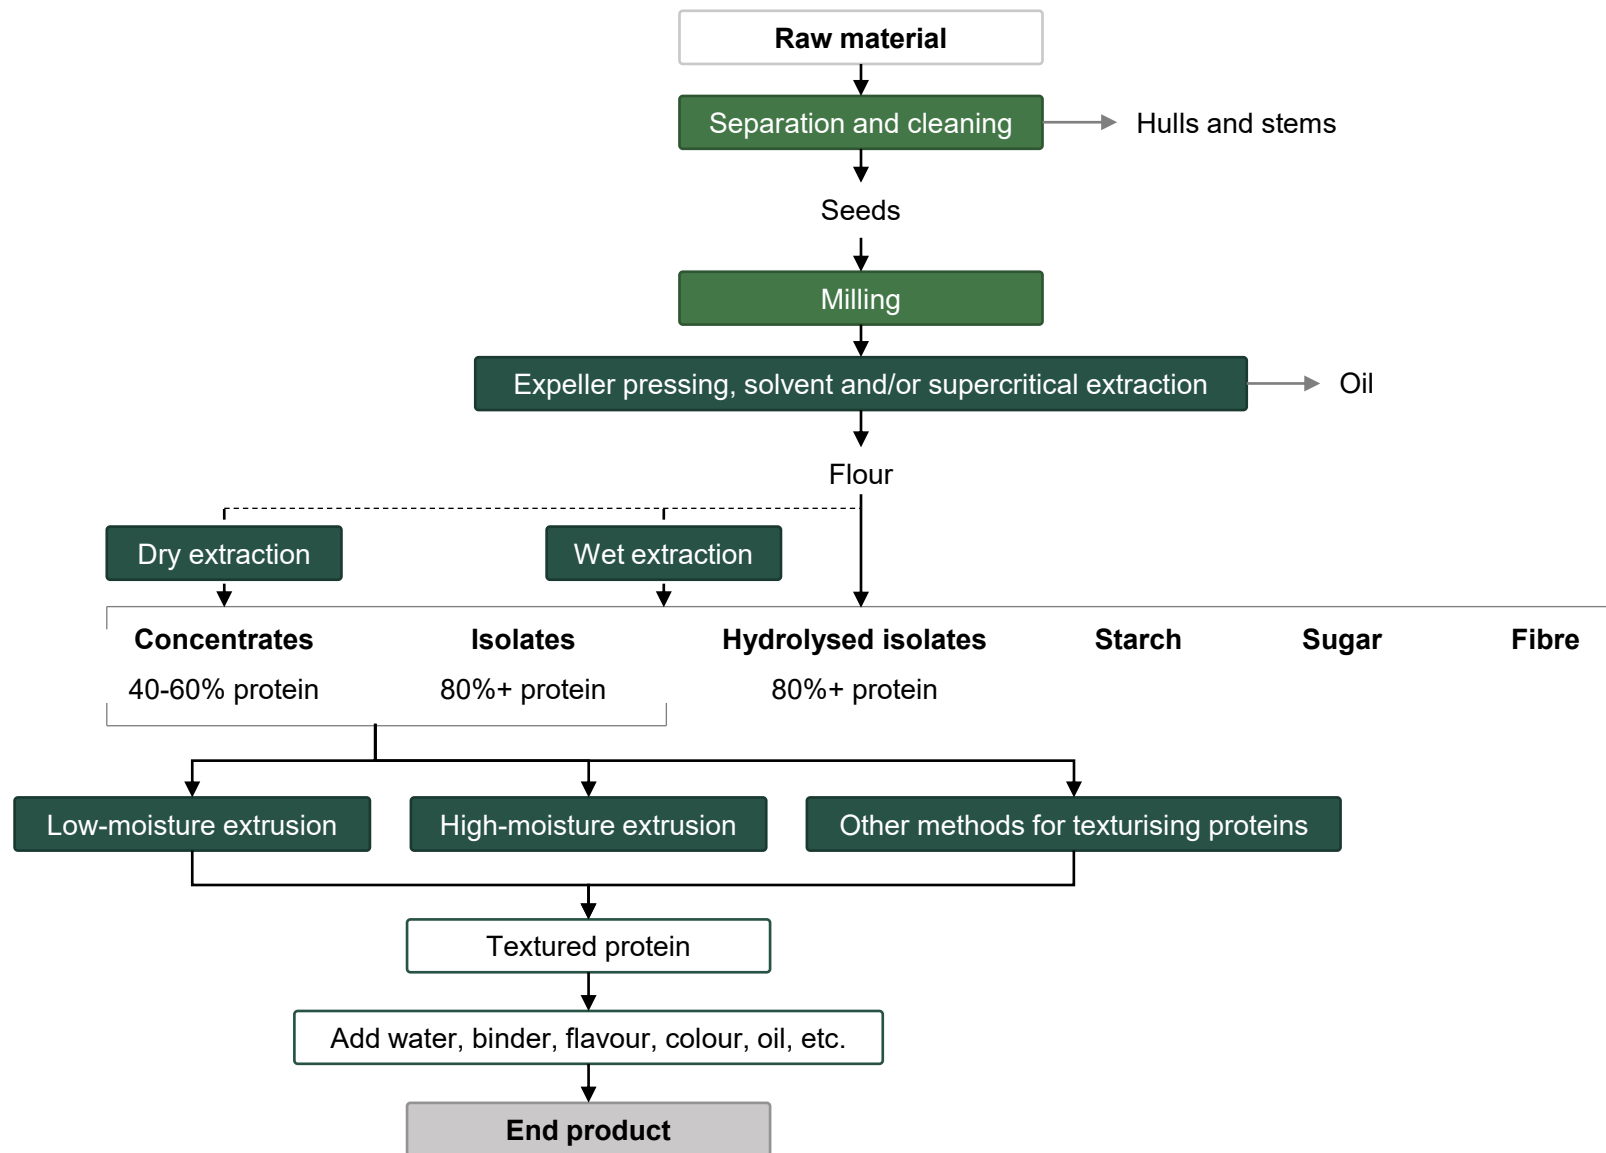 Raw material
Separation and cleaning
Hulls and stems
Seeds
Milling
Expeller pressing, solvent and/or supercritical extraction
Oil
Flour
Dry extraction
Wet extraction
Concentrates
Isolates
Hydrolysed isolates
Starch
Sugar
Fibre
40-60% protein
80%+ protein
80%+ protein
Low-moisture extrusion
High-moisture extrusion
Other methods for texturising proteins
Textured protein
Add water, binder, flavour, colour, oil, etc.
End product